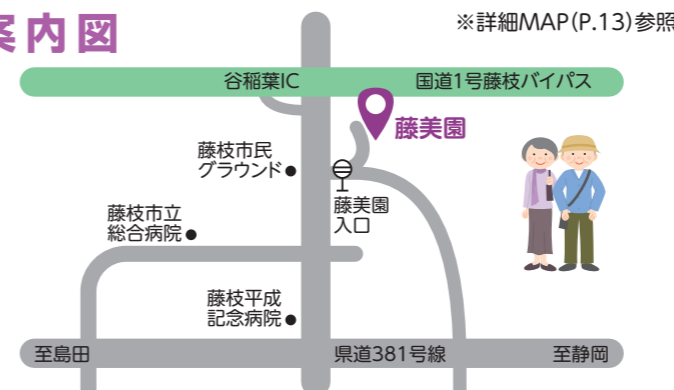 案内図
※詳細MAP(P.13)参照
谷稲葉IC
国道1号藤枝バイパス
藤美園
藤枝市民
グラウンド
藤美園
入口
藤枝市立
総合病院
藤枝平成
記念病院
至島田
県道381号線
至静岡